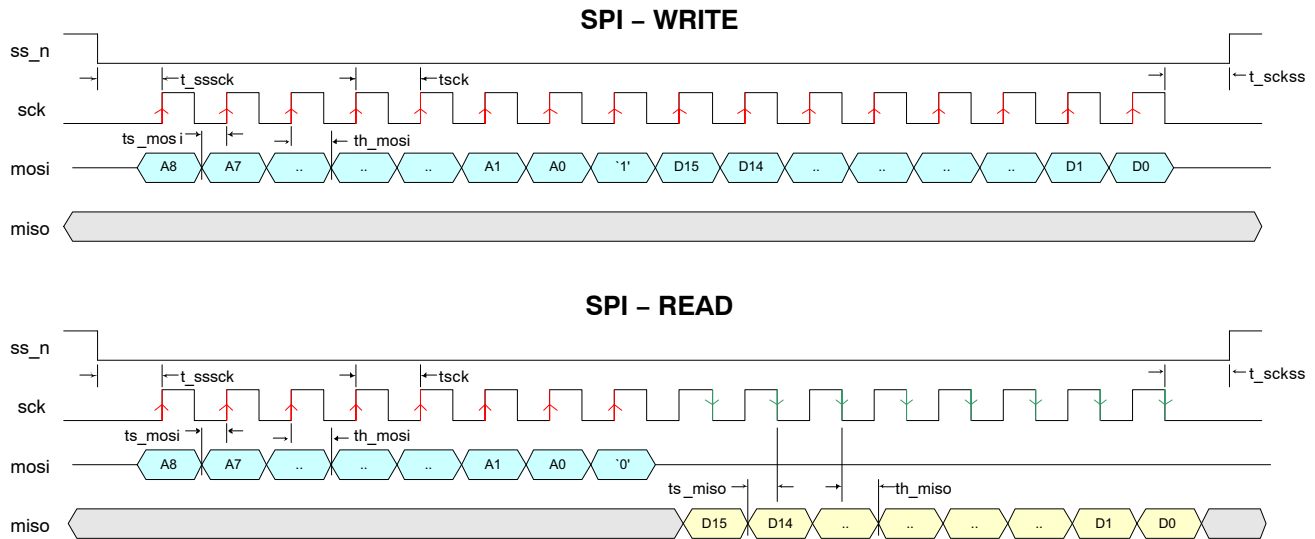 SPI – WRITE
ss_n
t_sssck tsck t_sckss
sck
ts_mos i th_mosi
mosi A8 A7 .. .. .. A1 A0 `1' D15 D14 .. .. .. .. D1 D0
miso
SPI – READ
ss_n
t_sssck tsck t_sckss
sck
ts_mosi th_mosi
mosi A8 A7 .. .. .. A1 A0 `0'
ts_miso th_miso
miso D15 D14 .. .. .. .. D1 D0